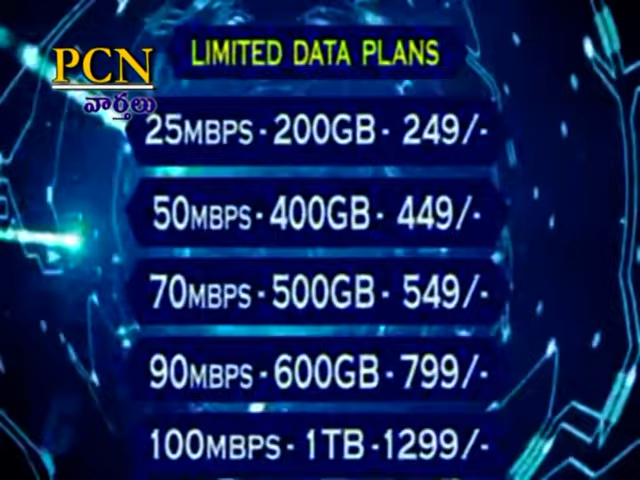 LIMITED DATA PLANS
PCN
వార్తలు
25MBPS - 200GB - 249/-
50MBPS - 400GB - 449/-
70MBPS - 500GB - 549/-
90MBPS - 600GB - 799/-
100MBPS - 1TB -1299/-